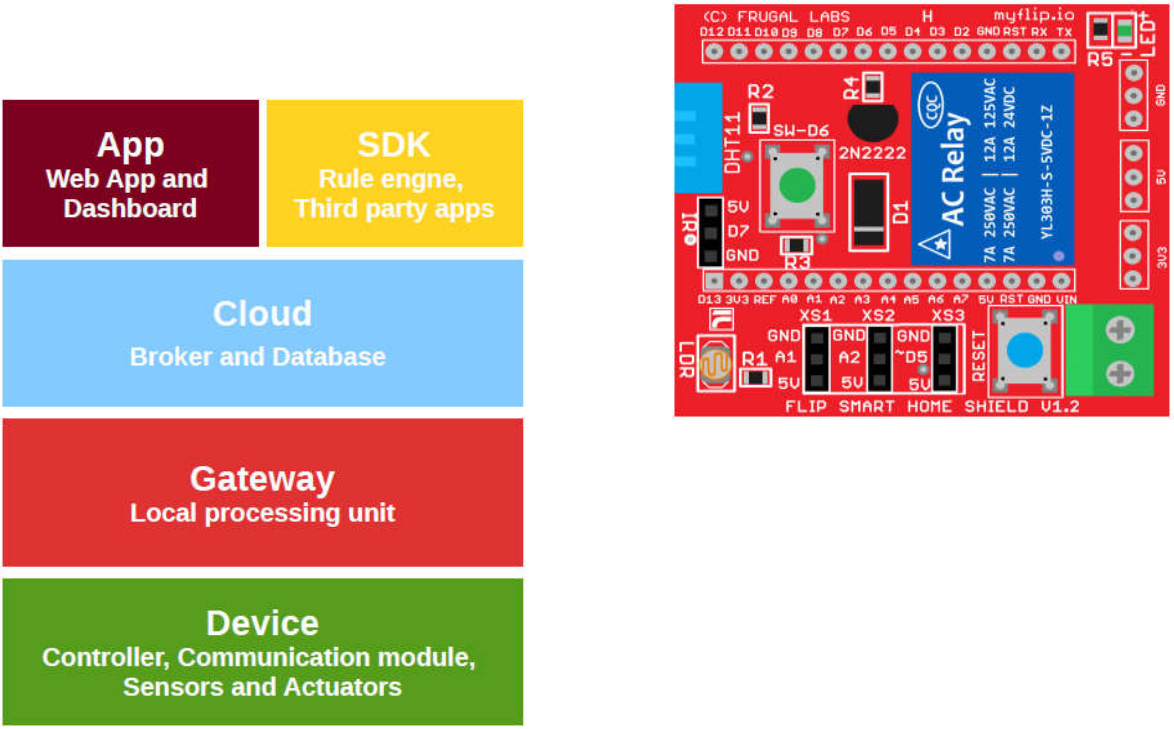 App
Web App and
Dashboard
SDK
Rule engne,
Third party apps
Cloud
Broker and Database
Gateway
Local processing unit
Device
Controller, Communication module,
Sensors and Actuators
(C) FRUGAL LABS H myflip.io
D12 D11 D10 D9 D8 D7 D6 D5 D4 D3 D2 GND RST RX TX
+
LED
-
R5
GND
5V
3V3
R2
R4
DHT11
SW-D6
2N2222
D1
CQC
AC Relay
7A 250VAC | 12A 125VAC
7A 250VAC | 12A 24VDC
YL303H-S-5VDC-1Z
IR
5V
D7
GND
R3
D13 3V3 REF A0 A1 A2 A3 A4 A5 A6 A7 5V RST GND VIN
XS1 XS2 XS3
GND GND GND
A1 A2 ~D5
5V 5V 5V
LDR
R1
RESET
FLIP SMART HOME SHIELD V1.2